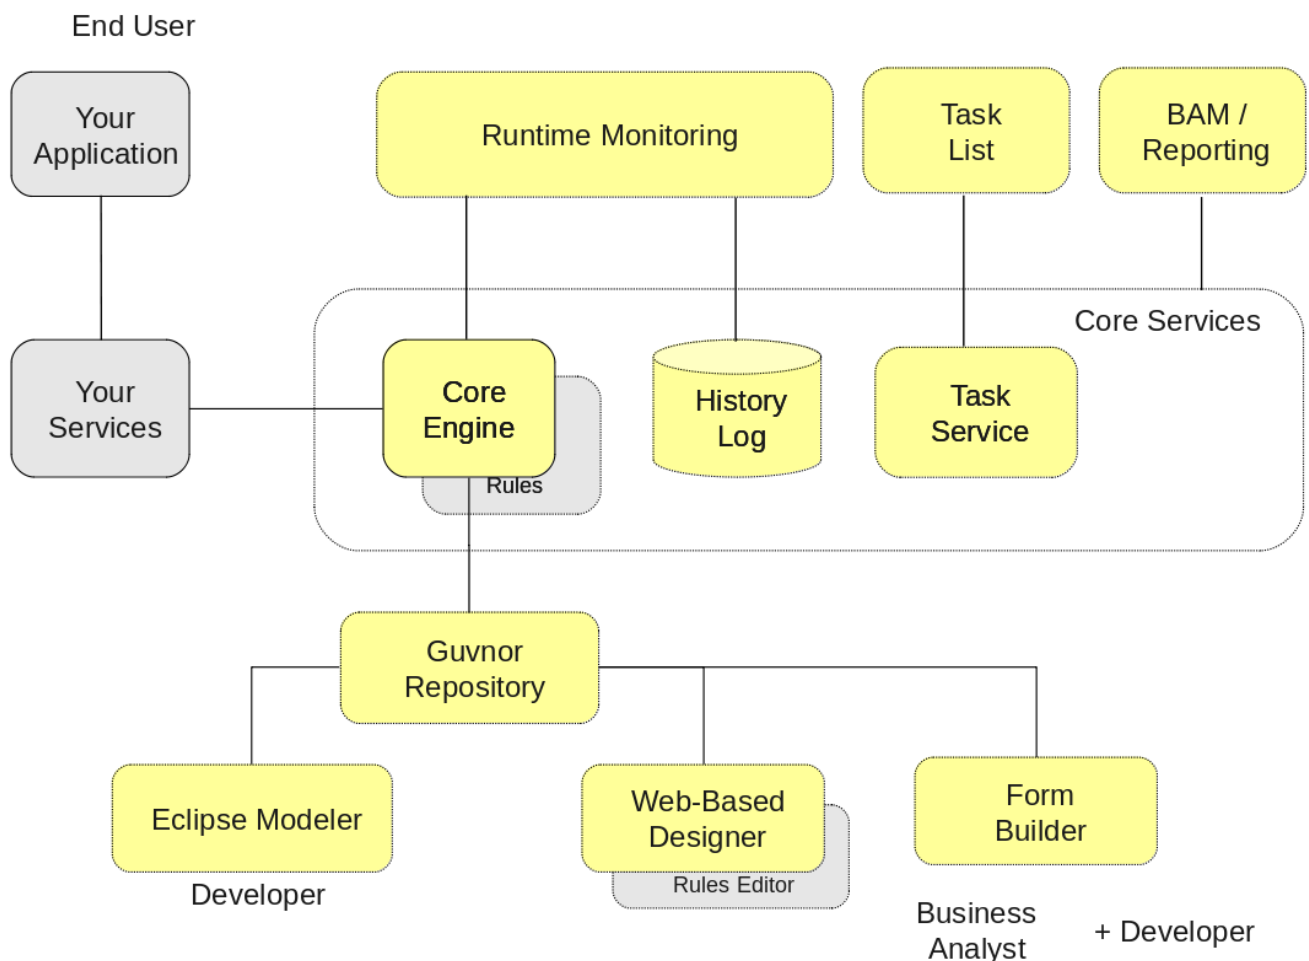 End User
Your
Application
Runtime Monitoring
Task
List
BAM /
Reporting
Core Services
Your
Services
Core
Engine
Rules
History
Log
Task
Service
Guvnor
Repository
Eclipse Modeler
Developer
Web-Based
Designer
Rules Editor
Form
Builder
Business
Analyst
+ Developer